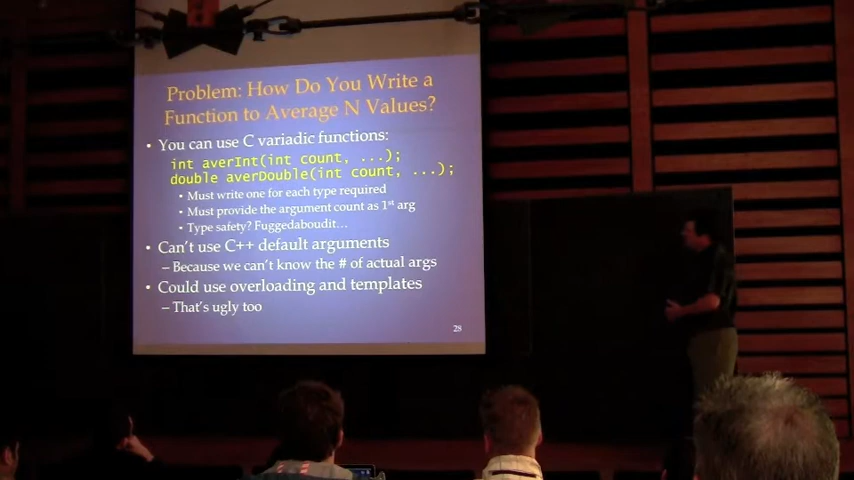 Problem: How Do You Write a
Function to Average N Values?
• You can use C variadic functions:
int averInt(int count, ...);
double averDouble(int count, ...);
• Must write one for each type required
• Must provide the argument count as 1st arg
• Type safety? Fuggedaboudit…
• Can't use C++ default arguments
– Because we can't know the # of actual args
• Could use overloading and templates
– That's ugly too
28